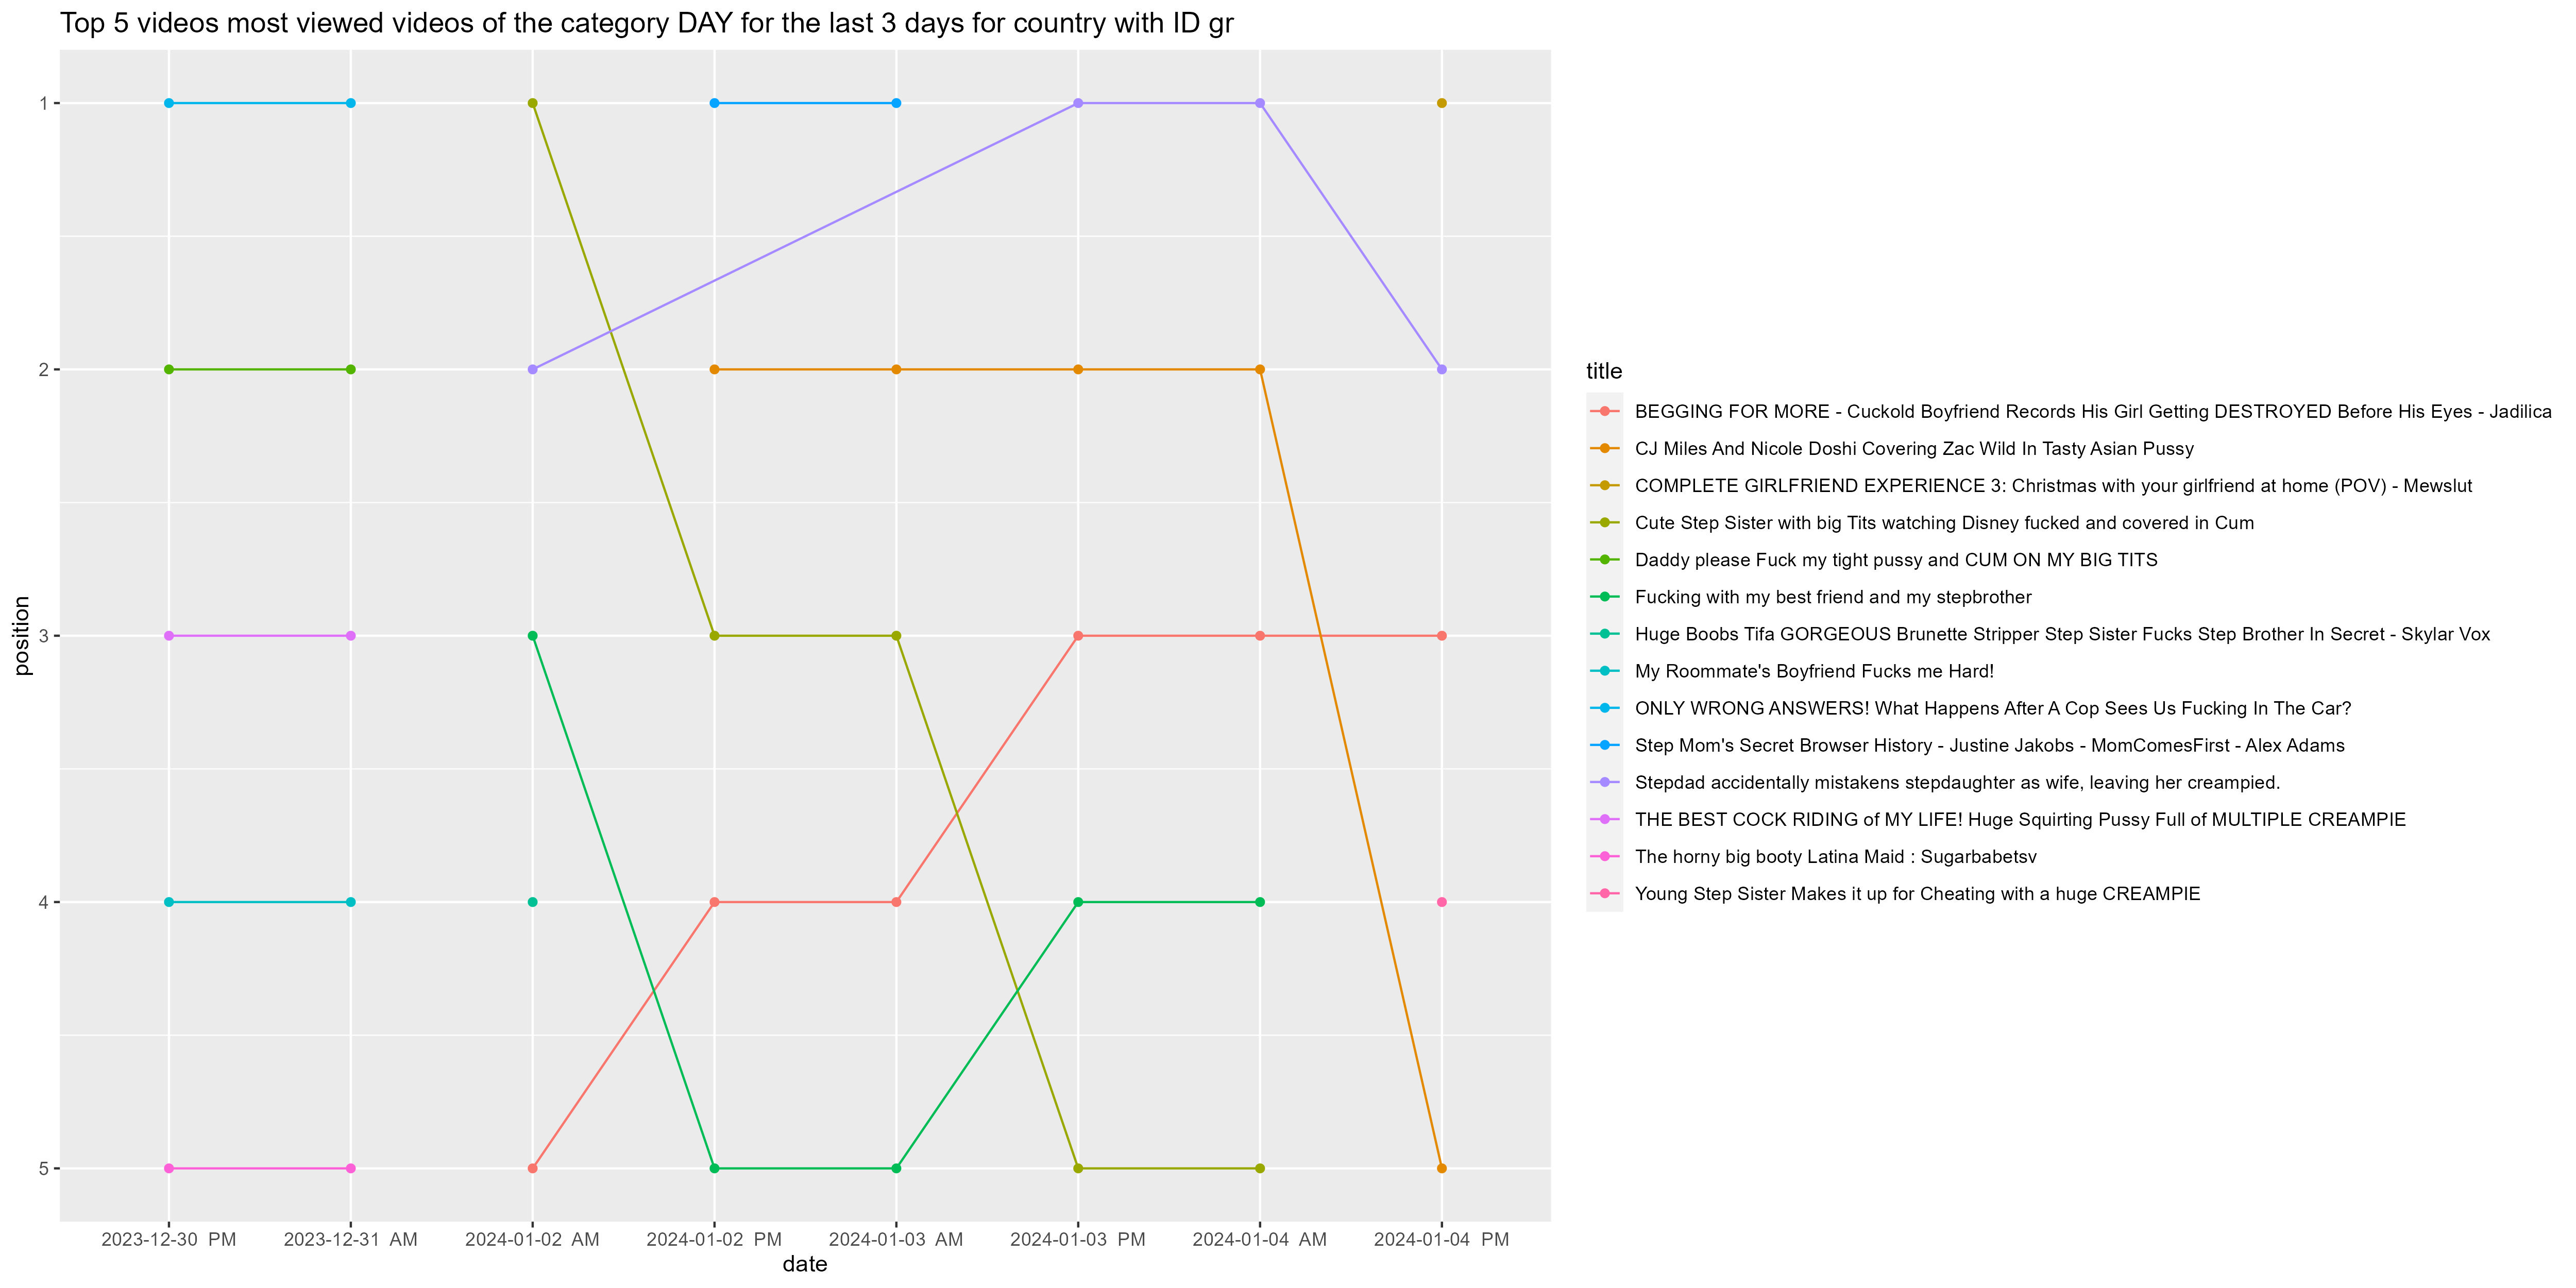 Top 5 videos most viewed videos of the category DAY for the last 3 days for country with ID gr
position
1
2
3
4
5
2023-12-30 PM
2023-12-31 AM
2024-01-02 AM
2024-01-02 PM
2024-01-03 AM
2024-01-03 PM
2024-01-04 AM
2024-01-04 PM
date
title
BEGGING FOR MORE - Cuckold Boyfriend Records His Girl Getting DESTROYED Before His Eyes - Jadilica
CJ Miles And Nicole Doshi Covering Zac Wild In Tasty Asian Pussy
COMPLETE GIRLFRIEND EXPERIENCE 3: Christmas with your girlfriend at home (POV) - Mewslut
Cute Step Sister with big Tits watching Disney fucked and covered in Cum
Daddy please Fuck my tight pussy and CUM ON MY BIG TITS
Fucking with my best friend and my stepbrother
Huge Boobs Tifa GORGEOUS Brunette Stripper Step Sister Fucks Step Brother In Secret - Skylar Vox
My Roommate's Boyfriend Fucks me Hard!
ONLY WRONG ANSWERS! What Happens After A Cop Sees Us Fucking In The Car?
Step Mom's Secret Browser History - Justine Jakobs - MomComesFirst - Alex Adams
Stepdad accidentally mistakens stepdaughter as wife, leaving her creampied.
THE BEST COCK RIDING of MY LIFE! Huge Squirting Pussy Full of MULTIPLE CREAMPIE
The horny big booty Latina Maid : Sugarbabetsv
Young Step Sister Makes it up for Cheating with a huge CREAMPIE